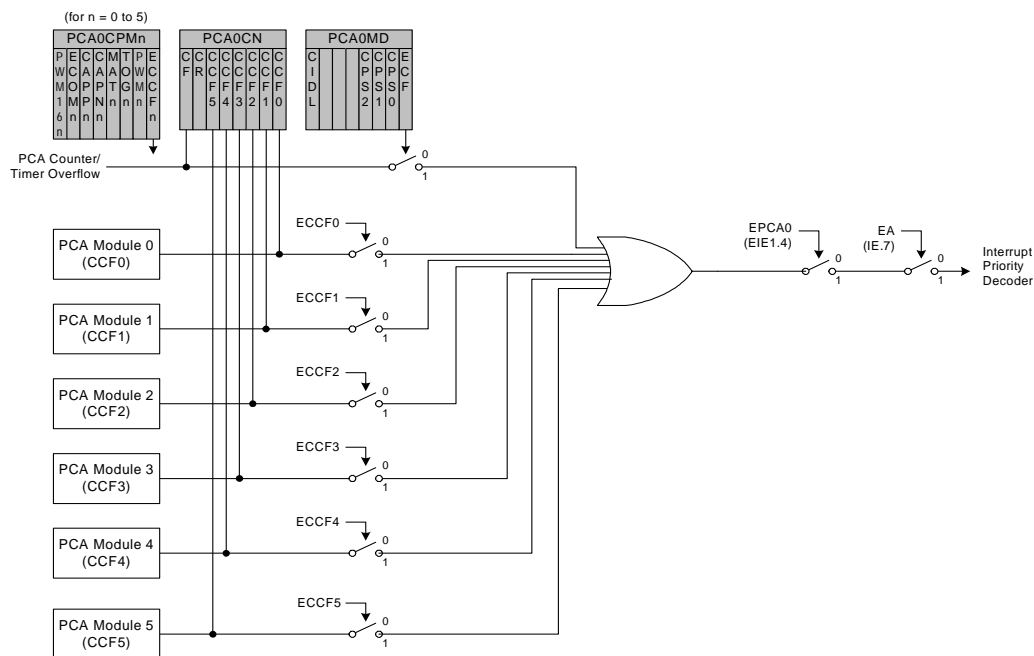 (for n = 0 to 5)
PCA0CPMn
PWM16n
ECOMn
CAPPn
CAPNn
MATn
TOGn
PWMn
ECCFn
PCA0CN
CF
CR
CCF5
CCF4
CCF3
CCF2
CCF1
CCF0
PCA0MD
CIDL
CPS2
CPS1
CPS0
ECF
PCA Counter/
Timer Overflow
0
1
PCA Module 0
(CCF0)
ECCF0
0
1
EPCA0
(EIE1.4)
0
1
EA
(IE.7)
0
1
Interrupt
Priority
Decoder
PCA Module 1
(CCF1)
ECCF1
0
1
PCA Module 2
(CCF2)
ECCF2
0
1
PCA Module 3
(CCF3)
ECCF3
0
1
PCA Module 4
(CCF4)
ECCF4
0
1
PCA Module 5
(CCF5)
ECCF5
0
1